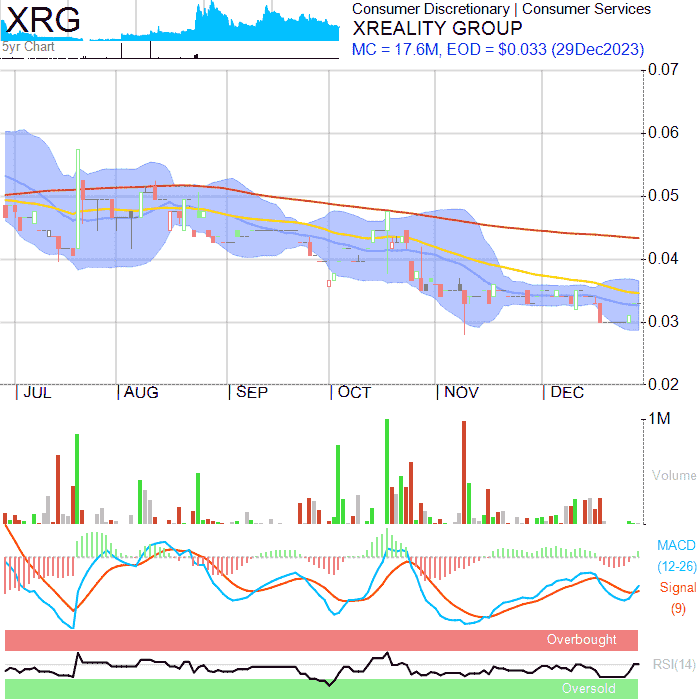 XRG
5yr Chart
Consumer Discretionary | Consumer Services
XREALITY GROUP
MC = 17.6M, EOD = $0.033 (29Dec2023)
0.07
0.06
0.05
0.04
0.03
0.02
JUL AUG SEP OCT NOV DEC
1M
Volume
MACD
(12-26)
Signal
(9)
Overbought
RSI(14)
Oversold